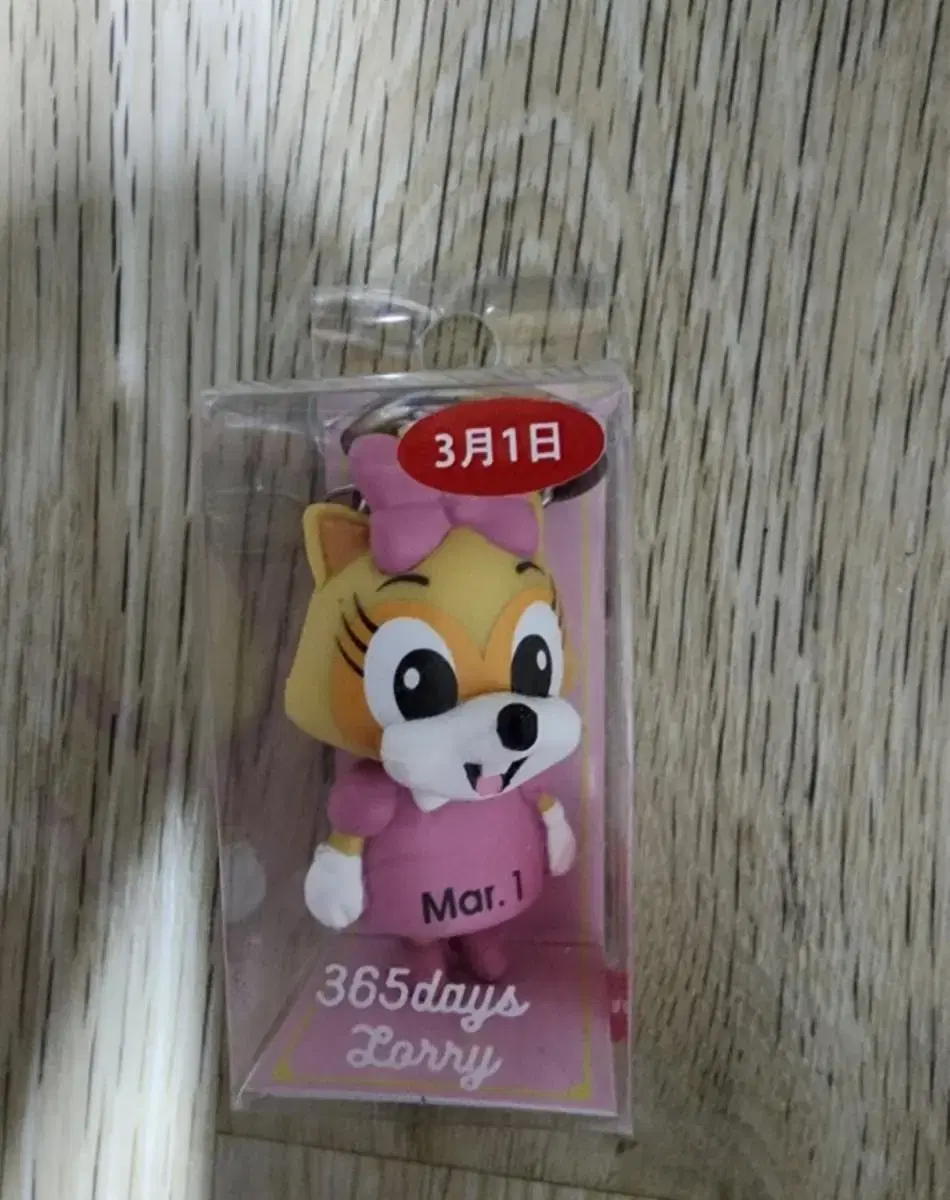 3月1日
Mar. 1
365days
Lorry